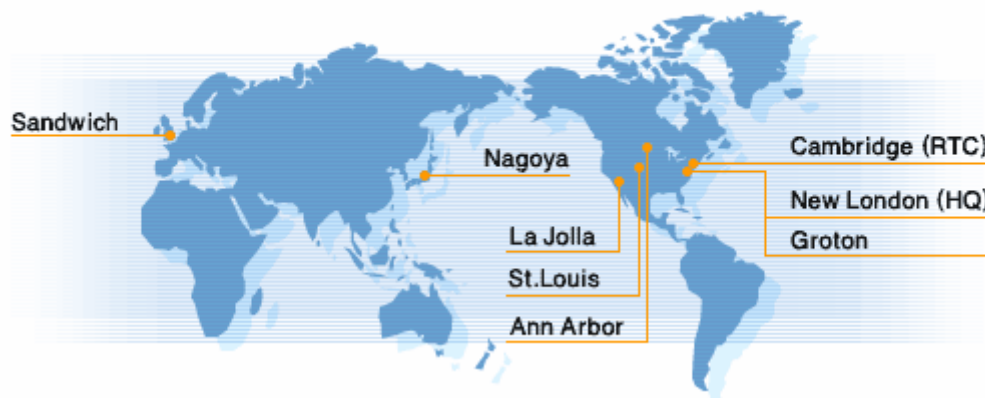 Sandwich
Nagoya
Cambridge (RTC)
New London (HQ)
La Jolla
Groton
St.Louis
Ann Arbor